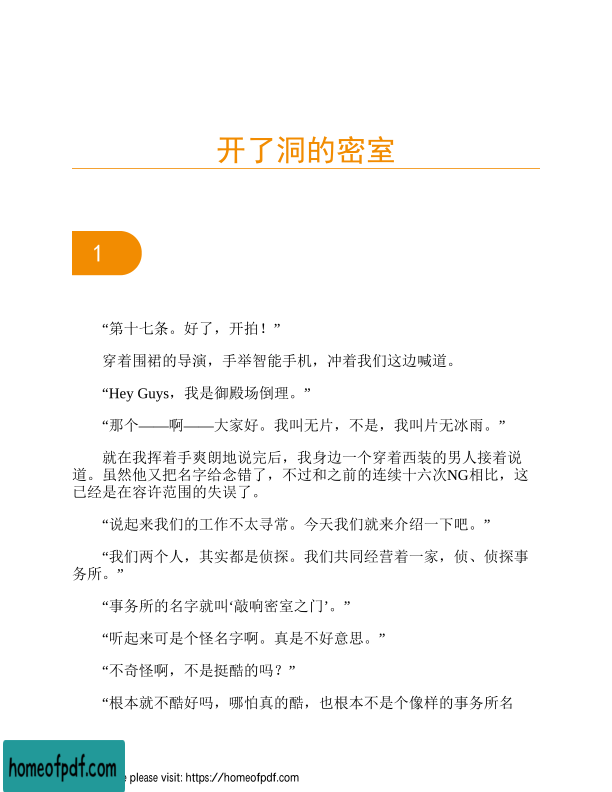 开了洞的密室
1
“第十七条。好了，开拍！”
穿着围裙的导演，手举智能手机，冲着我们这边喊道。
“Hey Guys，我是御殿场倒理。”
“那个——啊——大家好。我叫无片，不是，我叫片无冰雨。”
就在我挥着手爽朗地说完后，我身边一个穿着西装的男人接着说
道。虽然他又把名字给念错了，不过和之前的连续十六次NG相比，这
已经是在容许范围的失误了。
“说起来我们的工作不太寻常。今天我们就来介绍一下吧。”
“我们两个人，其实都是侦探。我们共同经营着一家，侦、侦探事
务所。”
“事务所的名字就叫‘敲响密室之门’。”
“听起来可是个怪名字啊。真是不好意思。”
“不奇怪啊，不是挺酷的吗？”
“根本就不酷好吗，哪怕真的酷，也根本不是个像样的事务所名
homeofpdf.com
please visit: https://homeofpdf.com